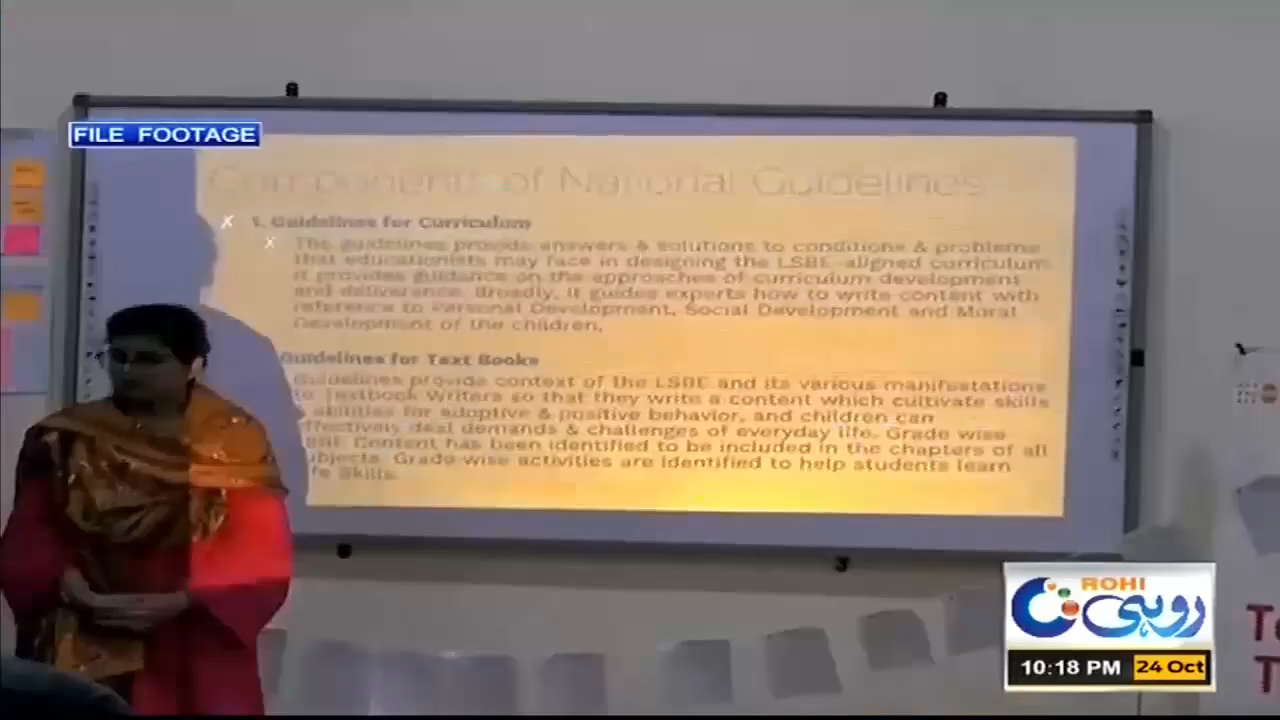 FILE FOOTAGE
Components of National Guidelines
1. Guidelines for Curriculum
The guidelines provide answers & solutions to conditions & problems
that educationists may face in designing the LSBE-aligned curriculum
it provides guidance on the approaches of curriculum development
and deliverance. Broadly, it guides experts how to write content with
reference to Personal Development, Social Development and Moral
Development of the children.
Guidelines for Text Books
Guidelines provide context of the LSBE and its various manifestations
to Textbook Writers so that they write a content which cultivate skills
abilities for adoptive & positive behavior, and children can
ffectively deal demands & challenges of everyday life. Grade wise
Content has been identified to be included in the chapters of all
ubjects. Grade wise activities are identified to help students learn
fe Skills.
ROHI
روہی
10:18 PM 24 Oct